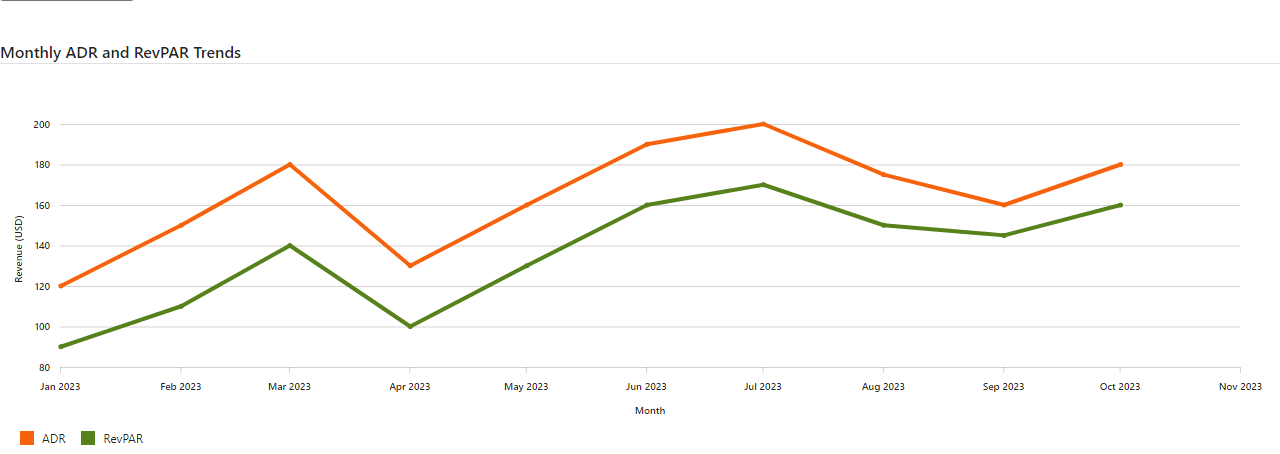 Monthly ADR and RevPAR Trends
200
180
160
140
120
100
80
Revenue (USD)
Jan 2023 Feb 2023 Mar 2023 Apr 2023 May 2023 Jun 2023 Jul 2023 Aug 2023 Sep 2023 Oct 2023 Nov 2023
Month
ADR RevPAR